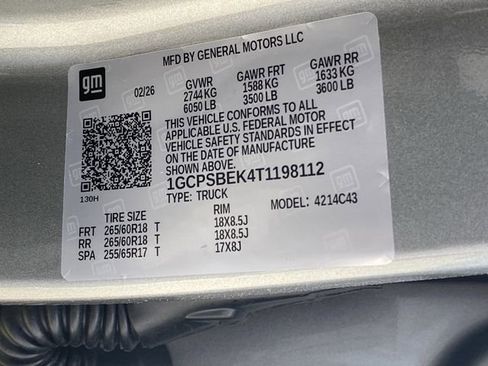 MFD BY GENERAL MOTORS LLC
gm
02/26 GVWR GAWR FRT GAWR RR
2744 KG 1588 KG 1633 KG
6050 LB 3500 LB 3600 LB
THIS VEHICLE CONFORMS TO ALL
APPLICABLE U.S. FEDERAL MOTOR
VEHICLE SAFETY STANDARDS IN EFFECT
ON THE DATE OF MANUFACTURE
SHOWN ABOVE.
1GCPSBEK4T1198112
130H TYPE: TRUCK MODEL: 4214C43
TIRE SIZE RIM
FRT 265/60R18 T 18X8.5J
RR 265/60R18 T 18X8.5J
SPA 255/65R17 T 17X8J